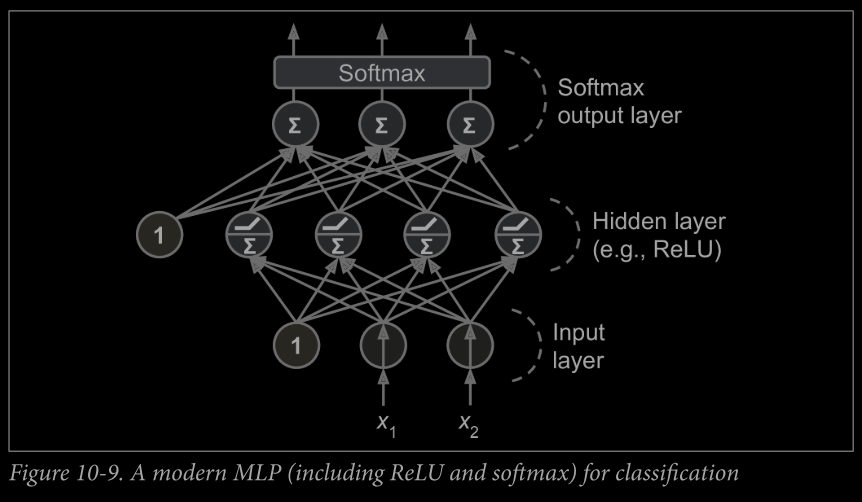 Softmax
Softmax
output layer
Σ Σ Σ
1
Σ Σ Σ Σ
Hidden layer
(e.g., ReLU)
1
Input
layer
x1 x2
Figure 10-9. A modern MLP (including ReLU and softmax) for classification